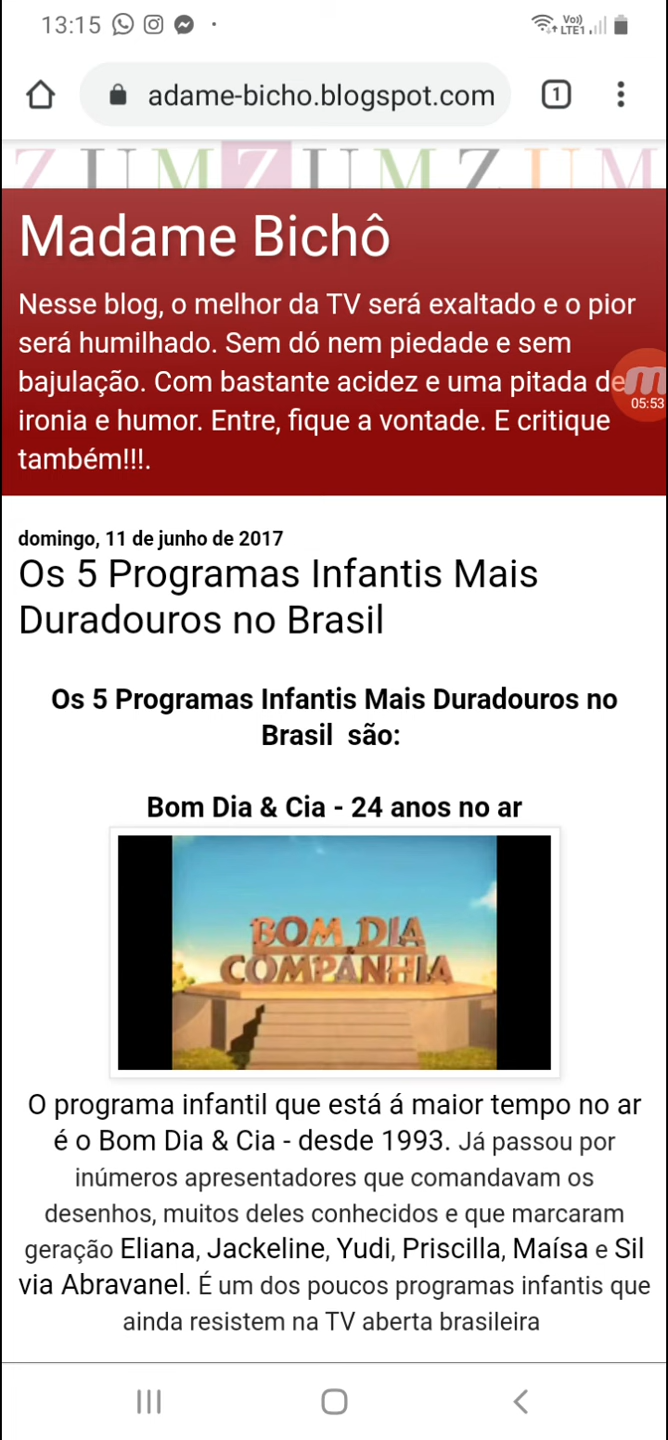 13:15
Vo))
LTE1
adame-bicho.blogspot.com
1
ZUMZUMZUM
Madame Bichô
Nesse blog, o melhor da TV será exaltado e o pior
será humilhado. Sem dó nem piedade e sem
bajulação. Com bastante acidez e uma pitada de
ironia e humor. Entre, fique a vontade. E critique
também!!!.
m
05:53
domingo, 11 de junho de 2017
Os 5 Programas Infantis Mais
Duradouros no Brasil
Os 5 Programas Infantis Mais Duradouros no
Brasil são:
Bom Dia & Cia - 24 anos no ar
BOM DIA
COMPANHIA
O programa infantil que está á maior tempo no ar
é o Bom Dia & Cia - desde 1993. Já passou por
inúmeros apresentadores que comandavam os
desenhos, muitos deles conhecidos e que marcaram
geração Eliana, Jackeline, Yudi, Priscilla, Maísa e Sil
via Abravanel. É um dos poucos programas infantis que
ainda resistem na TV aberta brasileira